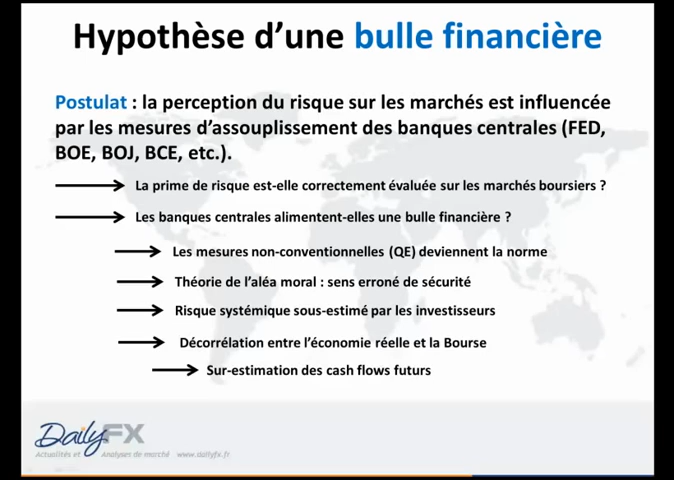 Hypothèse d’une bulle financière
Postulat : la perception du risque sur les marchés est influencée
par les mesures d’assouplissement des banques centrales (FED,
BOE, BOJ, BCE, etc.).
La prime de risque est-elle correctement évaluée sur les marchés boursiers ?
Les banques centrales alimentent-elles une bulle financière ?
Les mesures non-conventionnelles (QE) deviennent la norme
Théorie de l’aléa moral : sens erroné de sécurité
Risque systémique sous-estimé par les investisseurs
Décorrélation entre l’économie réelle et la Bourse
Sur-estimation des cash flows futurs
DailyFX
Actualités et Analyses de marché www.dailyfx.fr